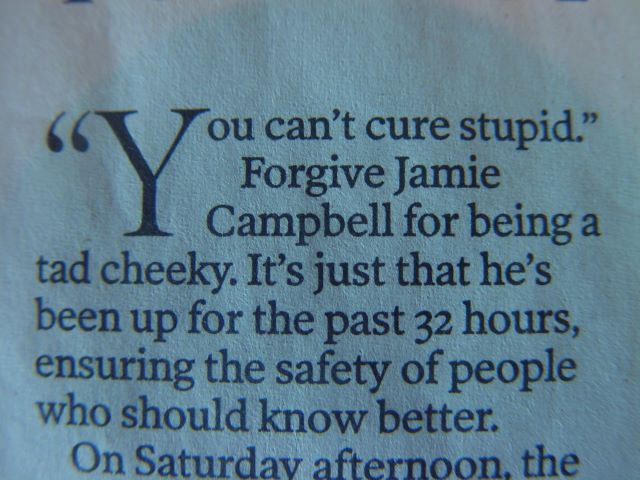 “You can’t cure stupid.”
Forgive Jamie
Campbell for being a
tad cheeky. It’s just that he’s
been up for the past 32 hours,
ensuring the safety of people
who should know better.
On Saturday afternoon, the